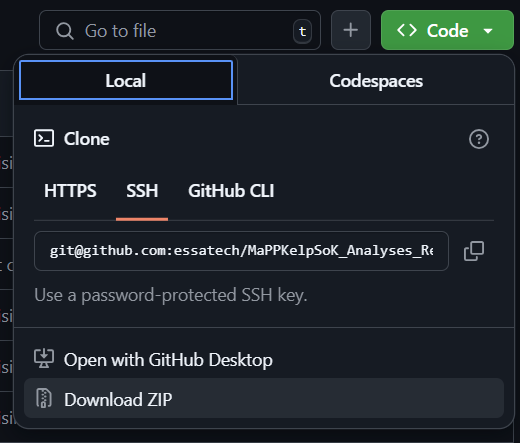 Go to file
t
Code
Local
Codespaces
Clone
HTTPS
SSH
GitHub CLI
git@github.com:essatech/MaPPKelpSoK_Analyses_Re
Use a password-protected SSH key.
Open with GitHub Desktop
Download ZIP